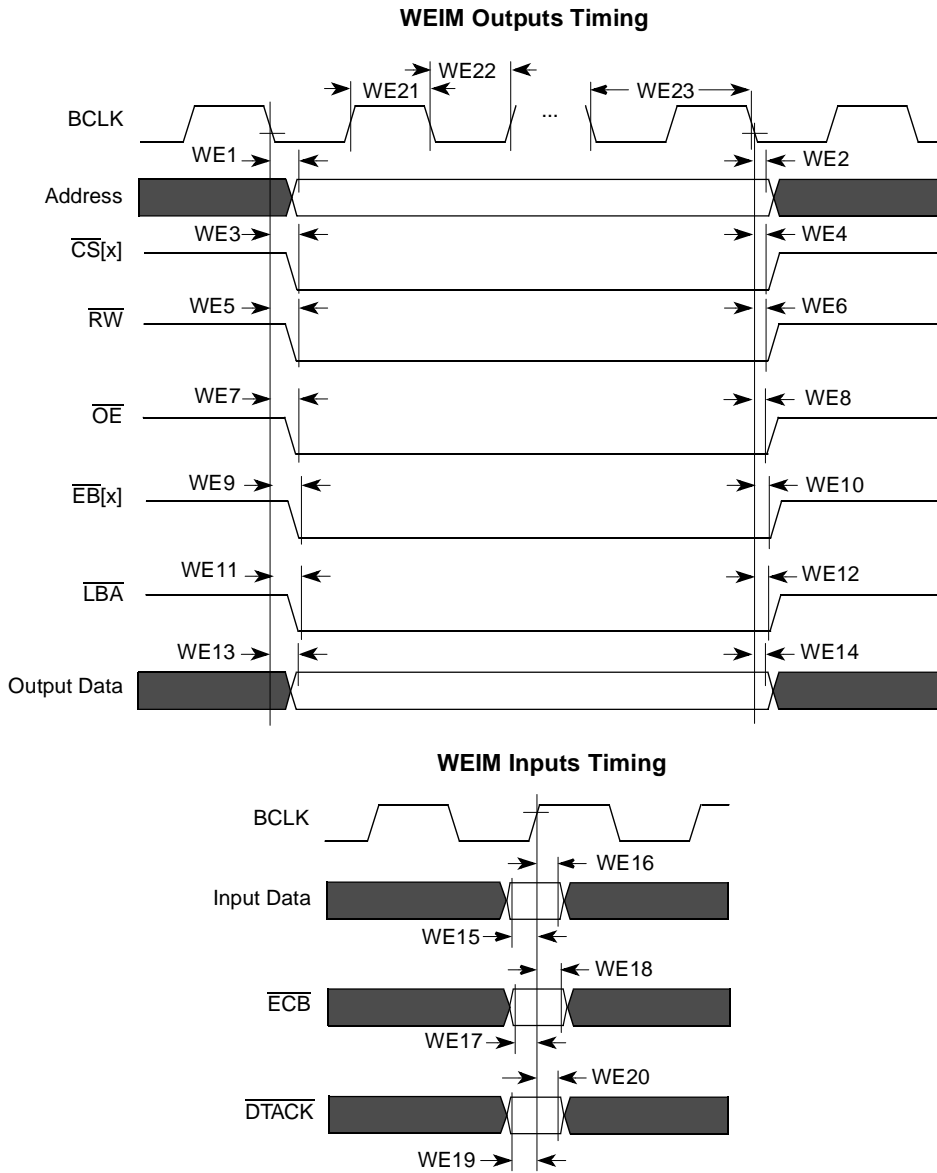 WEIM Outputs Timing
WE22
WE21
WE23
BCLK
...
WE1
WE2
Address
WE3
WE4
CS[x]
WE5
WE6
RW
WE7
WE8
OE
WE9
WE10
EB[x]
WE11
WE12
LBA
WE13
WE14
Output Data
WEIM Inputs Timing
BCLK
WE16
Input Data
WE15
WE18
ECB
WE17
WE20
DTACK
WE19